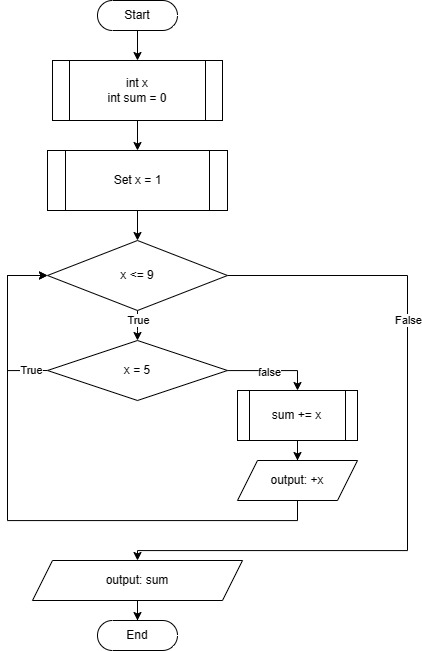 Start
int x
int sum = 0
Set x = 1
x <= 9
False
True
True
x = 5
false
sum += x
output: +x
output: sum
End